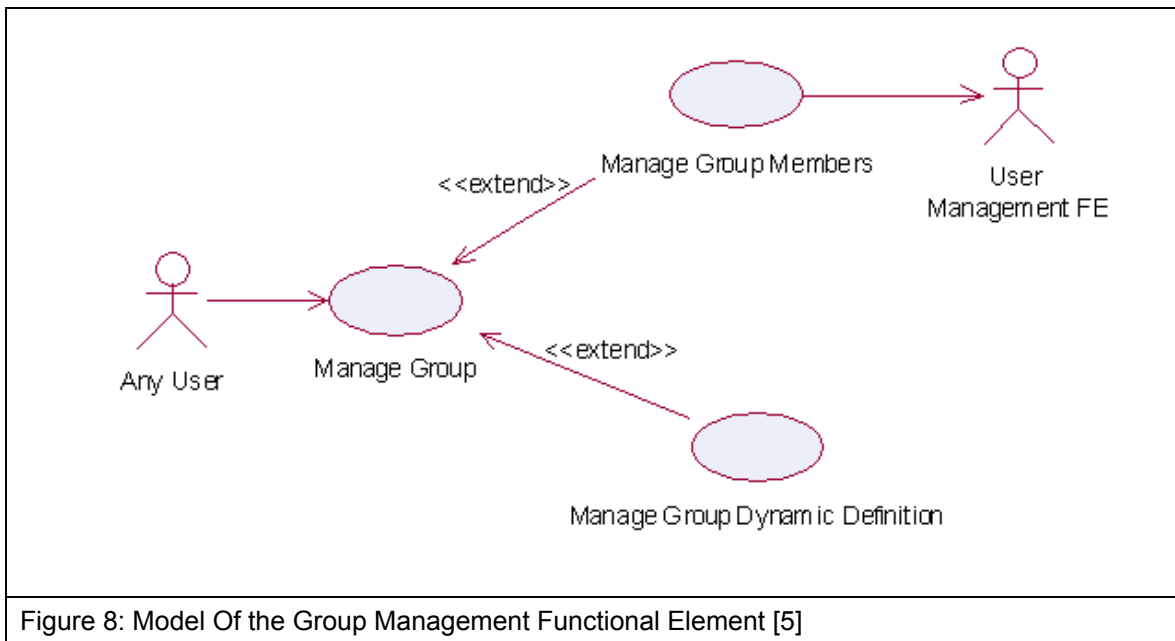 Manage Group Members
User
Management FE
<<extend>>
Any User
Manage Group
<<extend>>
Manage Group Dynamic Definition
Figure 8: Model Of the Group Management Functional Element [5]